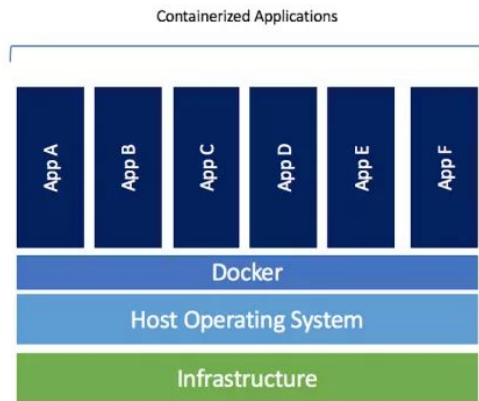 Containerized Applications
App A
App B
App C
App D
App E
App F
Docker
Host Operating System
Infrastructure